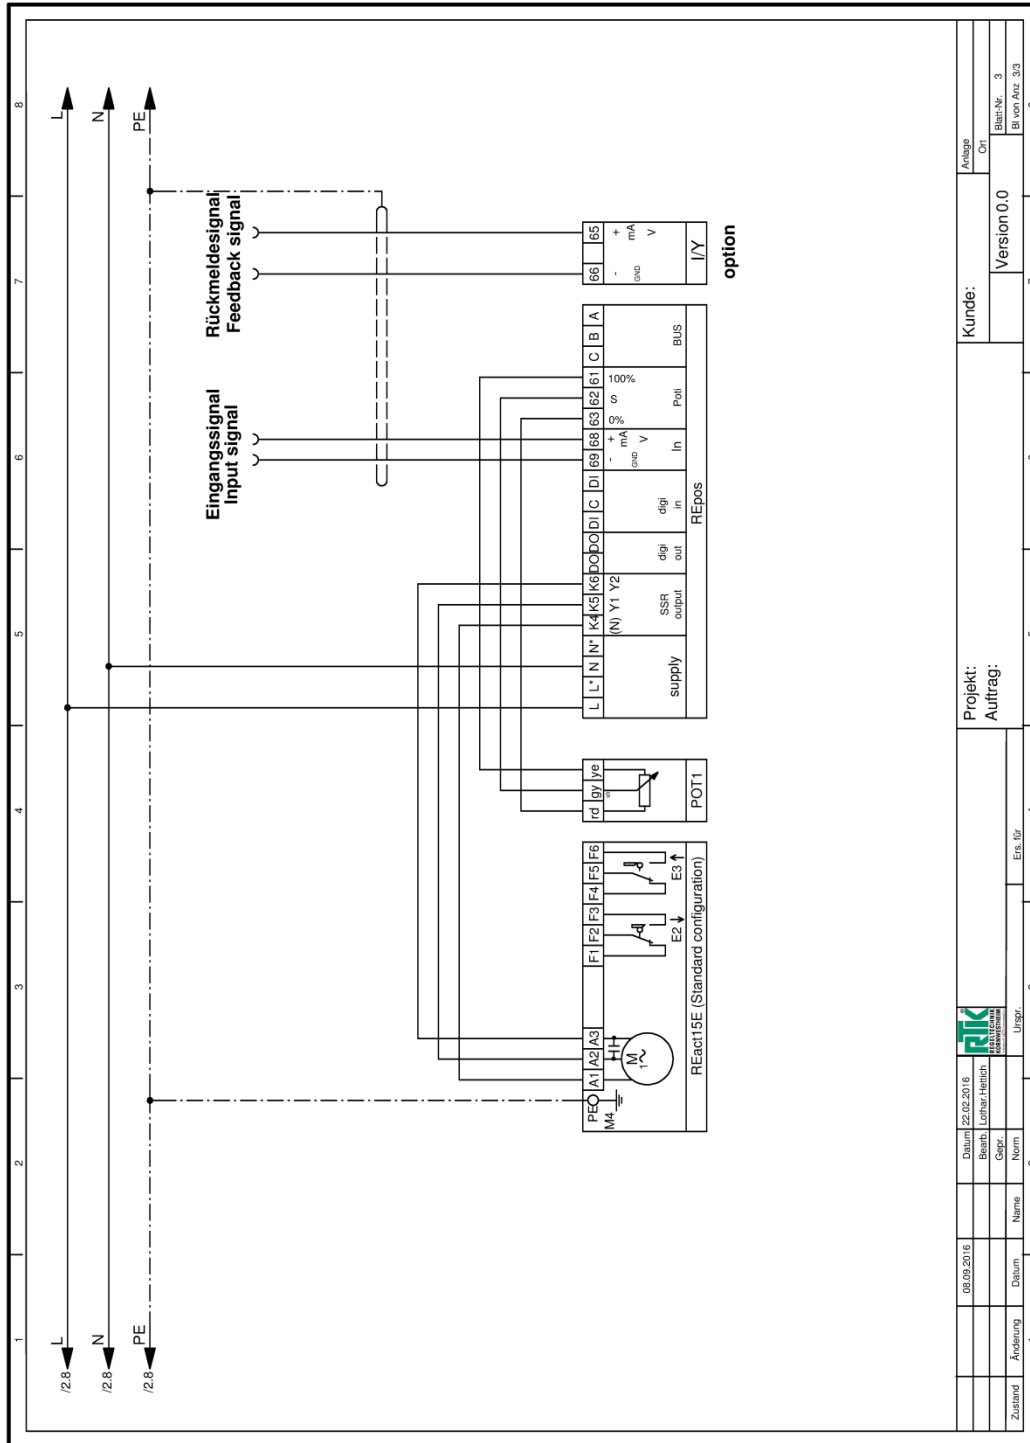 1 2 3 4 5 6 7 8
/2.8 L L
/2.8 N N
/2.8 PE PE
Eingangssignal
Input signal
Rückmeldesignal
Feedback signal
PE A1 A2 A3 F1 F2 F3 F4 F5 F6
M4
M
1~
E2 E3
REact15E (Standard configuration)
rd gy ye
S
POT1
L L* N N* K4 K5 K6 DO DO DI C DI 69 68 63 62 61 C B A
(N) Y1 Y2
- + 0% S 100%
GND mA
V
supply
SSR
output
digi
out
digi
in
In
Poti
BUS
REpos
66 65
- +
GND mA
V
I/Y
option
08.09.2016
Datum 22.02.2016
Bearb. Lothar.Hettich
Gepr.
Zustand Änderung Datum Name Norm
RTK
REGELTECHNIK
KORNWESTHEIM
Urspr.
Ers. für
Projekt:
Auftrag:
Kunde:
Version 0.0
Anlage
Ort
Blatt-Nr. 3
Bl von Anz 3/3